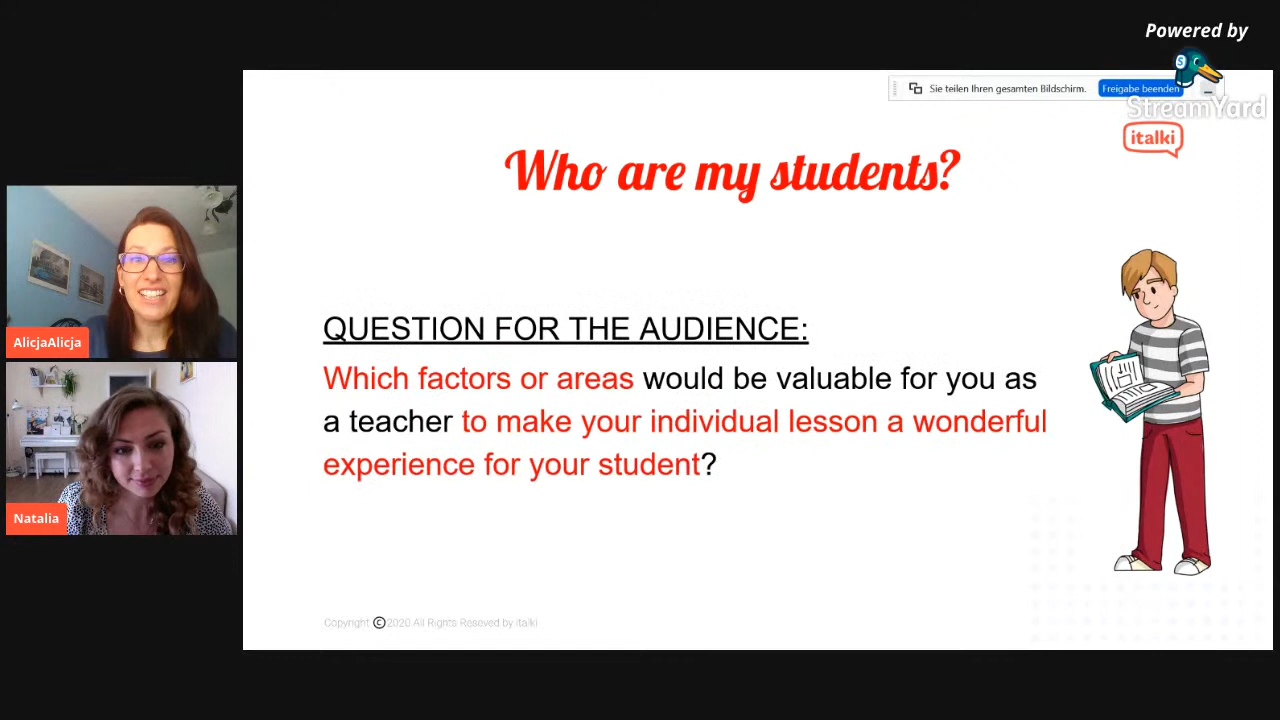 Powered by
StreamYard
Sie teilen Ihren gesamten Bildschirm.
Freigabe beenden
italki
Who are my students?
QUESTION FOR THE AUDIENCE:
Which factors or areas would be valuable for you as
a teacher to make your individual lesson a wonderful
experience for your student?
AlicjaAlicja
Natalia
Copyright ©2020 All Rights Reseved by italki